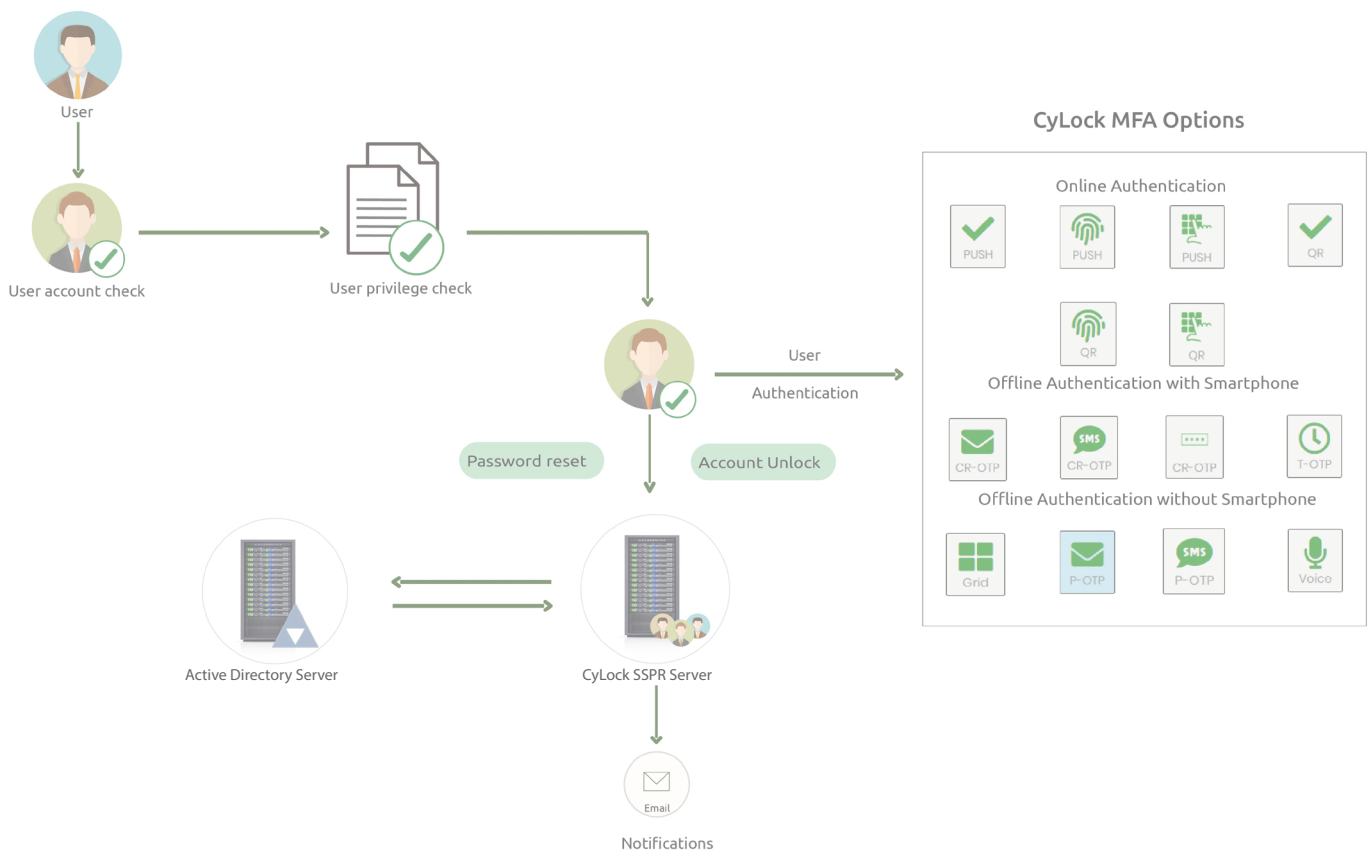 User
CyLock MFA Options
Online Authentication
PUSH
PUSH
PUSH
QR
User account check
User privilege check
QR
QR
User
Authentication
Offline Authentication with Smartphone
CR-OTP
SMS
CR-OTP
CR-OTP
T-OTP
Password reset
Account Unlock
Offline Authentication without Smartphone
Grid
P-OTP
SMS
P-OTP
Voice
Active Directory Server
CyLock SSPR Server
Email
Notifications